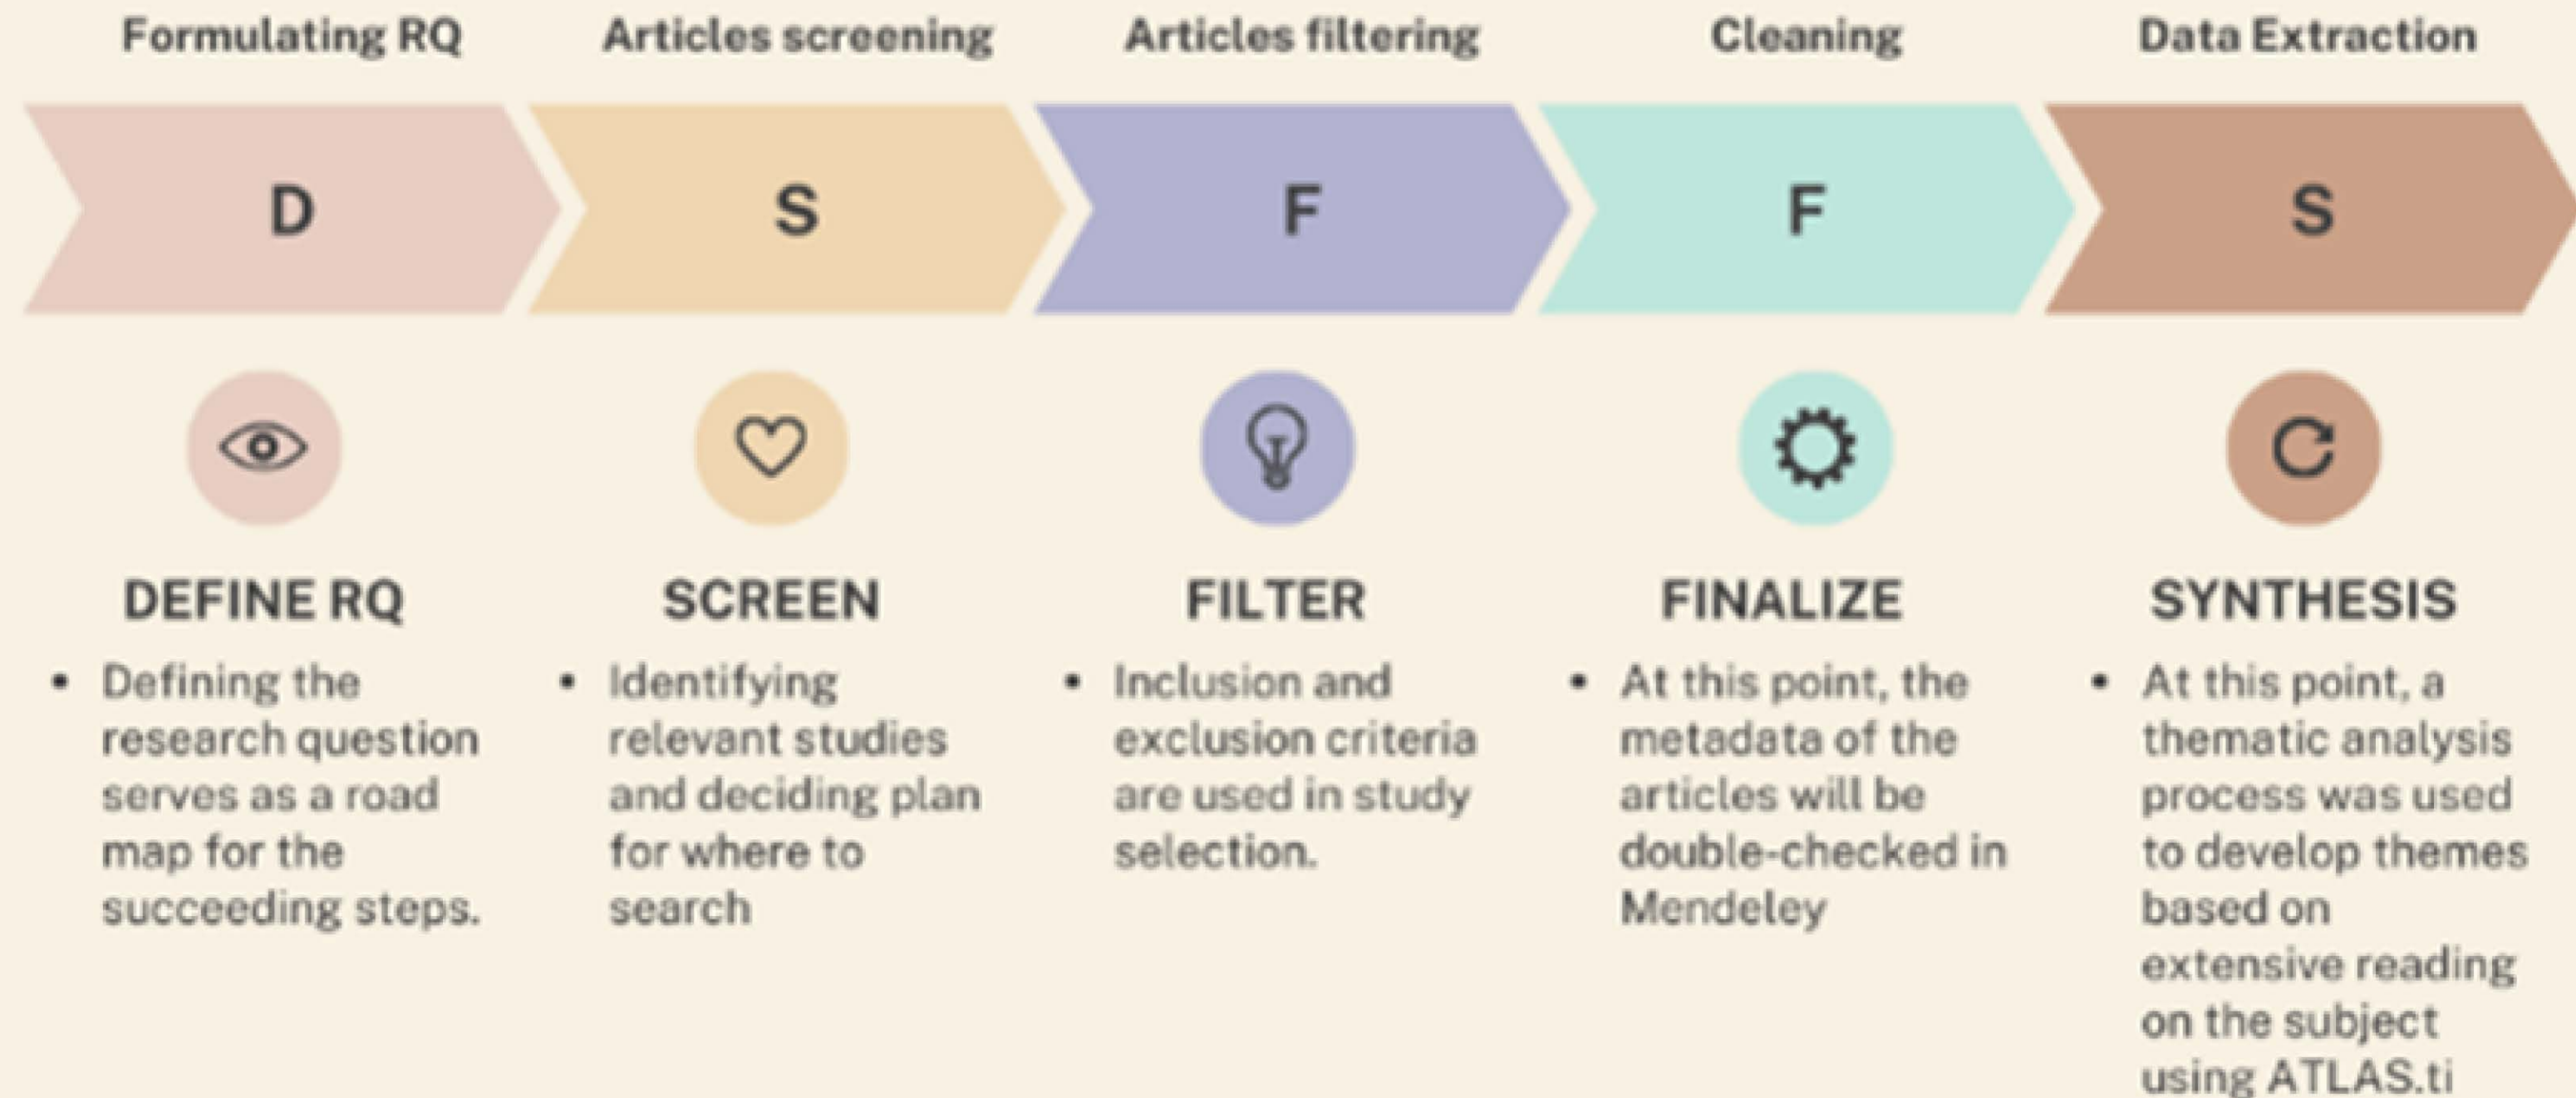 Formulating RQ
Articles screening
Articles filtering
Cleaning
Data Extraction
D
S
F
F
S
DEFINE RQ
• Defining the
research question
serves as a road
map for the
succeeding steps.
SCREEN
• Identifying
relevant studies
and deciding plan
for where to
search
FILTER
• Inclusion and
exclusion criteria
are used in study
selection.
FINALIZE
• At this point, the
metadata of the
articles will be
double-checked in
Mendeley
SYNTHESIS
• At this point, a
thematic analysis
process was used
to develop themes
based on
extensive reading
on the subject
using ATLAS.ti